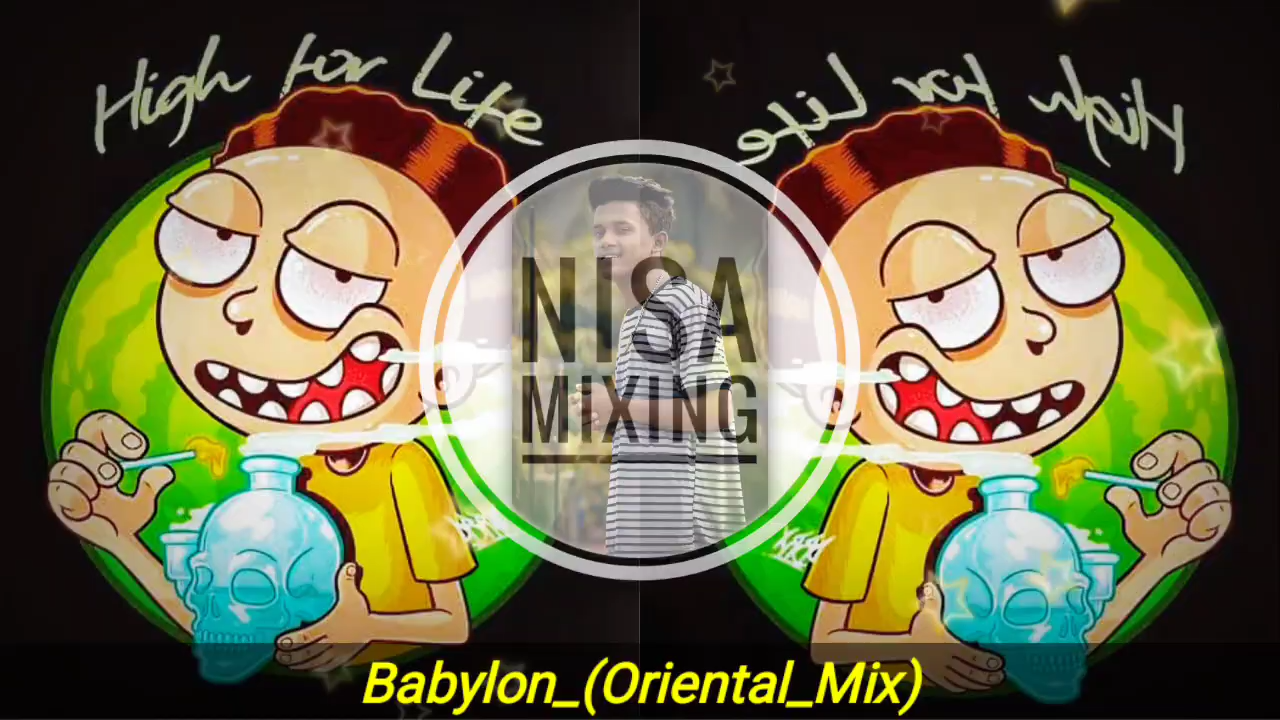 High for Life
High for Life
NISA
MIXING
Babylon_(Oriental_Mix)